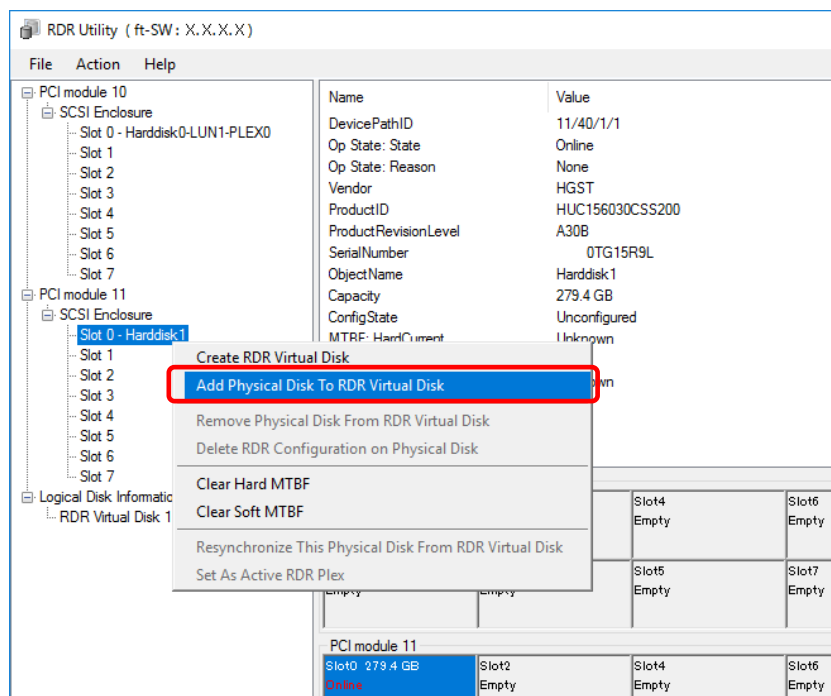 RDR Utility ( ft-SW : X.X.X.X )
File Action Help
PCI module 10
SCSI Enclosure
Slot 0 - Harddisk0-LUN1-PLEX0
Slot 1
Slot 2
Slot 3
Slot 4
Slot 5
Slot 6
Slot 7
PCI module 11
SCSI Enclosure
Slot 0 - Harddisk1
Slot 1
Slot 2
Slot 3
Slot 4
Slot 5
Slot 6
Slot 7
Logical Disk Informatio
RDR Virtual Disk 1
Name Value
DevicePathID 11/40/1/1
Op State: State Online
Op State: Reason None
Vendor HGST
ProductID HUC156030CSS200
ProductRevisionLevel A30B
SerialNumber 0TG15R9L
ObjectName Harddisk1
Capacity 279.4 GB
ConfigState Unconfigured
MTBF: HardCurrent Unknown
Create RDR Virtual Disk
Add Physical Disk To RDR Virtual Disk
Remove Physical Disk From RDR Virtual Disk
Delete RDR Configuration on Physical Disk
Clear Hard MTBF
Clear Soft MTBF
Resynchronize This Physical Disk From RDR Virtual Disk
Set As Active RDR Plex
Slot4 Slot6
Empty Empty
Slot5 Slot7
Empty Empty Empty Empty
PCI module 11
Slot0 279.4 GB Slot2 Slot4 Slot6
Online Empty Empty Empty